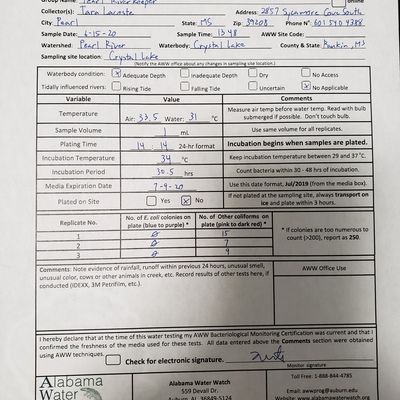 Group Name Pearl Riverkeeper online
Collector(s): Tara Lacoste Address 2857 Sycamore Cove South
City Pearl State MS Zip 39208 Phone N°: 601 540 4388
Sample Date: 6-15-20 Sample Time: 13 48 AWW Site Code:
Watershed: Pearl River Waterbody: Crystal Lake County & State Rankin, MS
Sampling site location: Crystal Lake
(Notify the AWW office about any changes in sampling site location.)
Waterbody condition: X Adequate Depth Inadequate Depth Dry No Access
Tidally influenced rivers: Rising Tide Falling Tide Uncertain X No Applicable
Variable Value Comments
Temperature Air: 33.5 Water: 31 °C Measure air temp before water temp. Read with bulb submerged if possible. Don't touch bulb.
Sample Volume 1 mL Use same volume for all replicates.
Plating Time 14 : 14 24-hr format Incubation begins when samples are plated.
Incubation Temperature 34 °C Keep incubation temperature between 29 and 37 °C.
Incubation Period 30.5 hrs Count bacteria within 30 - 48 hrs of incubation.
Media Expiration Date 7-9-20 Use this date format, Jul/2019 (from the media box).
Plated on Site Yes X No If not plated at the sampling site, always transport on ice and plate within 3 hours.
Replicate No. No. of E. coli colonies on plate (blue to purple) * No. of Other coliforms on plate (pink to dark red) * * If colonies are too numerous to count (>200), report as 250.
1 Ø 15
2 Ø 7
3 Ø 9
Comments: Note evidence of rainfall, runoff within previous 24 hours, unusual smell, AWW Office Use
unusual color, cows or other animals in creek, etc. Record results of other tests here, if
conducted (IDEXX, 3M Petrifilm, etc.)
I hereby declare that at the time of this water testing my AWW Bacteriological Monitoring Certification was current and that I
confirmed the freshness of the media used for these tests. All data entered above the Comments section were obtained
using AWW techniques. Check for electronic signature.
Monitor signature
Alabama Water Alabama Water Watch Toll Free: 1-888-844-4785
559 Devall Dr. Email: awwprog@auburn.edu
Auburn, AL 36849-5124 Website: www.alabamawaterwatch.org